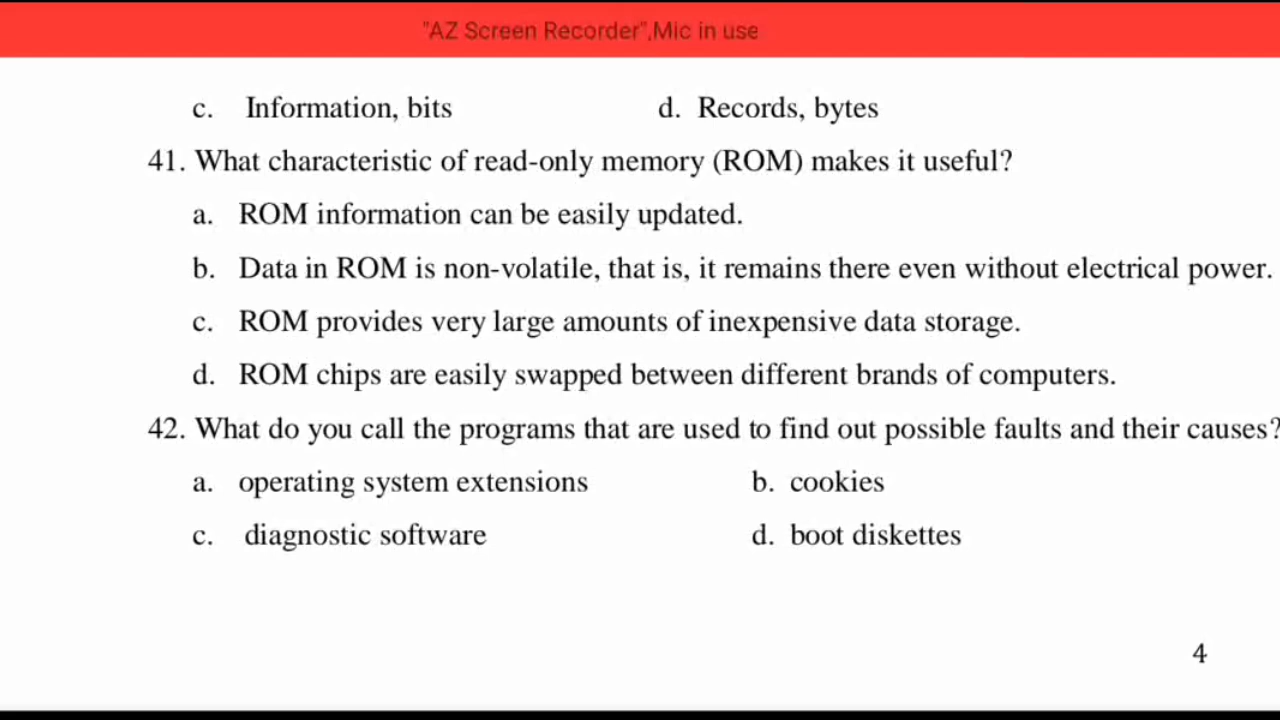 "AZ Screen Recorder",Mic in use
c. Information, bits d. Records, bytes
41. What characteristic of read-only memory (ROM) makes it useful?
a. ROM information can be easily updated.
b. Data in ROM is non-volatile, that is, it remains there even without electrical power.
c. ROM provides very large amounts of inexpensive data storage.
d. ROM chips are easily swapped between different brands of computers.
42. What do you call the programs that are used to find out possible faults and their causes?
a. operating system extensions b. cookies
c. diagnostic software d. boot diskettes
4